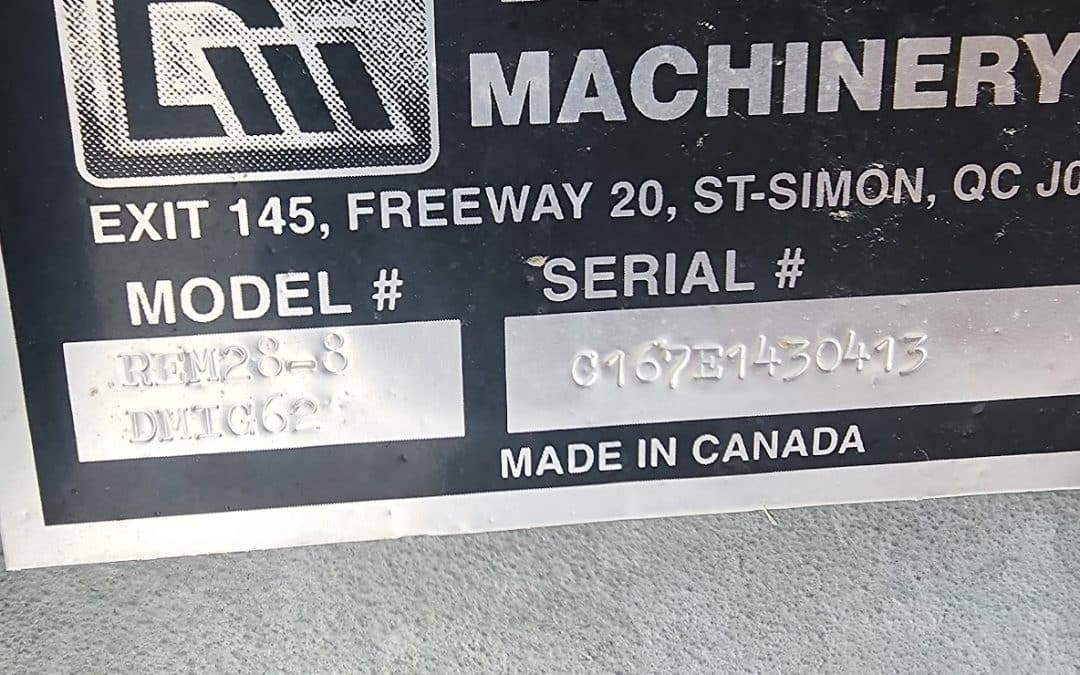 MACHINERY
EXIT 145, FREEWAY 20, ST-SIMON, QC
MODEL #
SERIAL #
REM28-8
DMIG62
C167E1430413
MADE IN CANADA